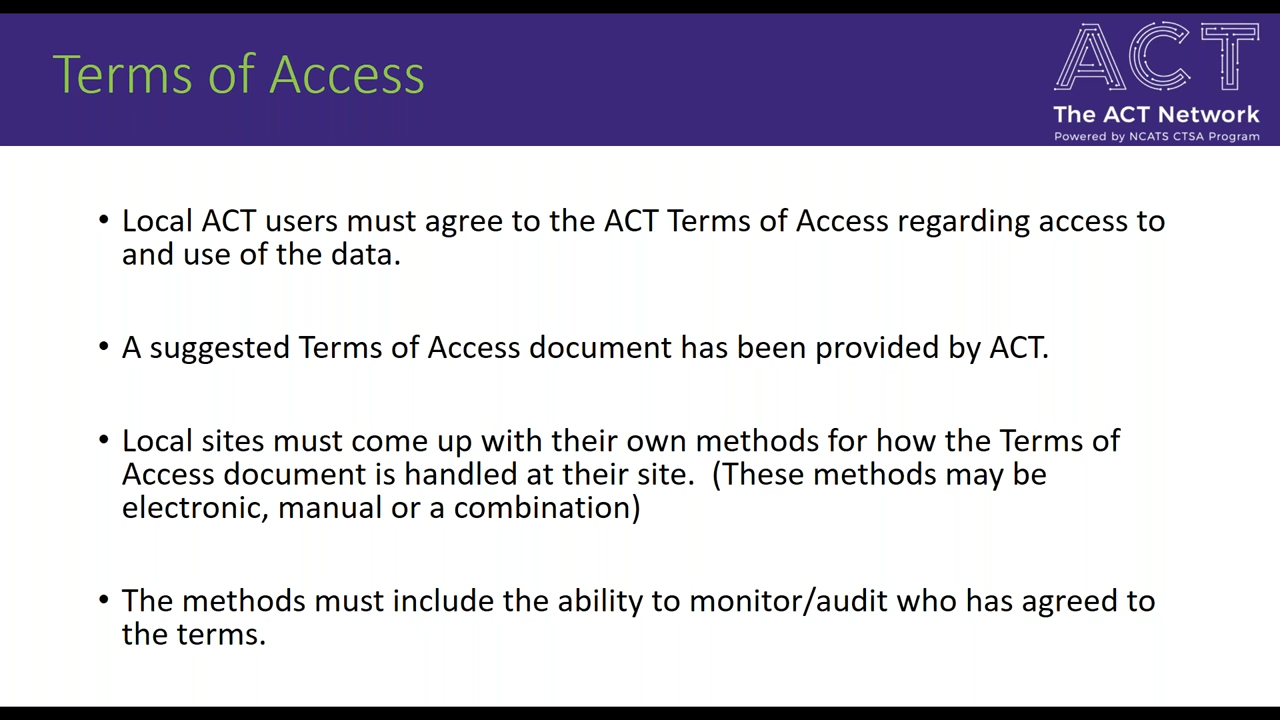 Terms of Access
ACT
The ACT Network
Powered by NCATS CTSA Program
• Local ACT users must agree to the ACT Terms of Access regarding access to
and use of the data.
• A suggested Terms of Access document has been provided by ACT.
• Local sites must come up with their own methods for how the Terms of
Access document is handled at their site.  (These methods may be
electronic, manual or a combination)
• The methods must include the ability to monitor/audit who has agreed to
the terms.